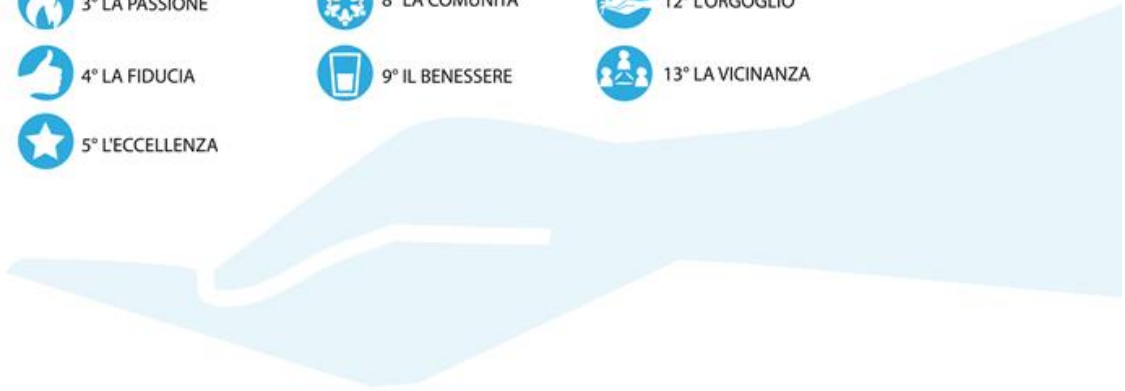 3° LA PASSIONE
8° LA COMUNITÀ
12° L'ORGOGLIO
4° LA FIDUCIA
9° IL BENESSERE
13° LA VICINANZA
5° L'ECCELLENZA